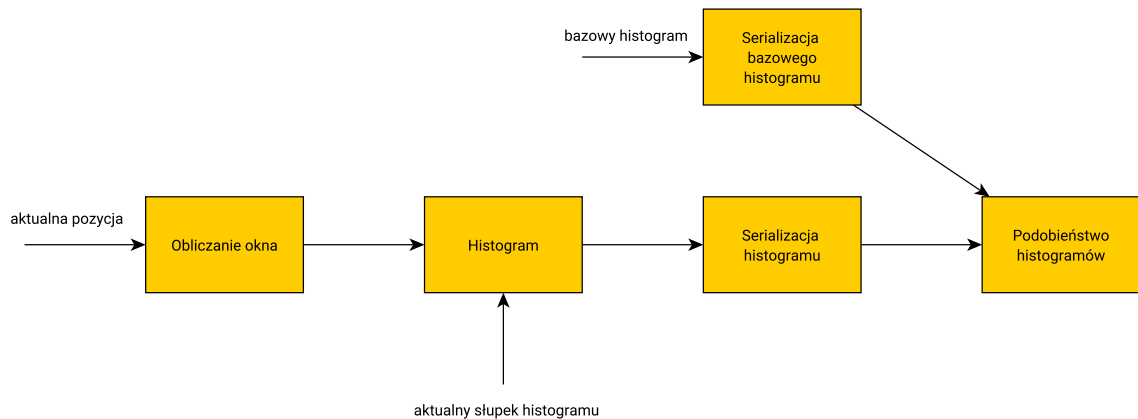 bazowy histogram
Serializacja
bazowego
histogramu
aktualna pozycja
Obliczanie okna
Histogram
Serializacja
histogramu
Podobieństwo
histogramów
aktualny słupek histogramu